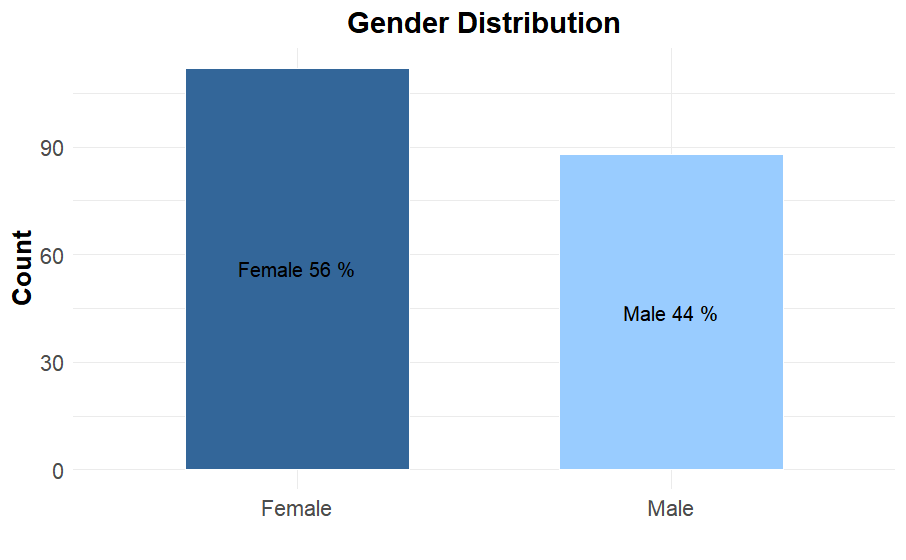 Gender Distribution
Count
90
60
30
0
Female 56 %
Male 44 %
Female
Male